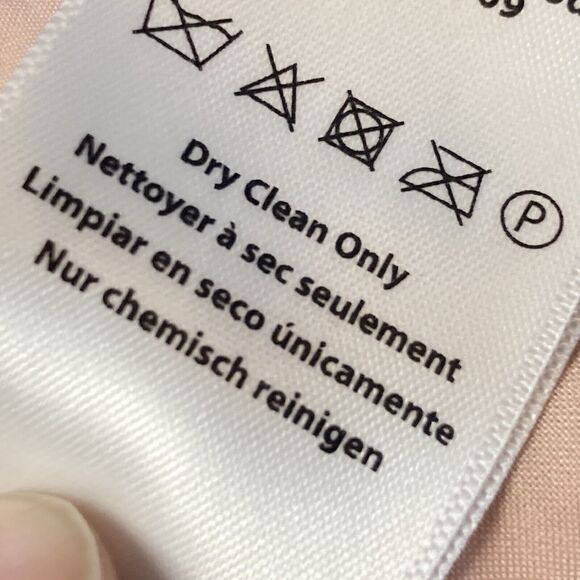 Dry Clean Only
Nettoyer à sec seulement
Limpiar en seco únicamente
Nur chemisch reinigen
P